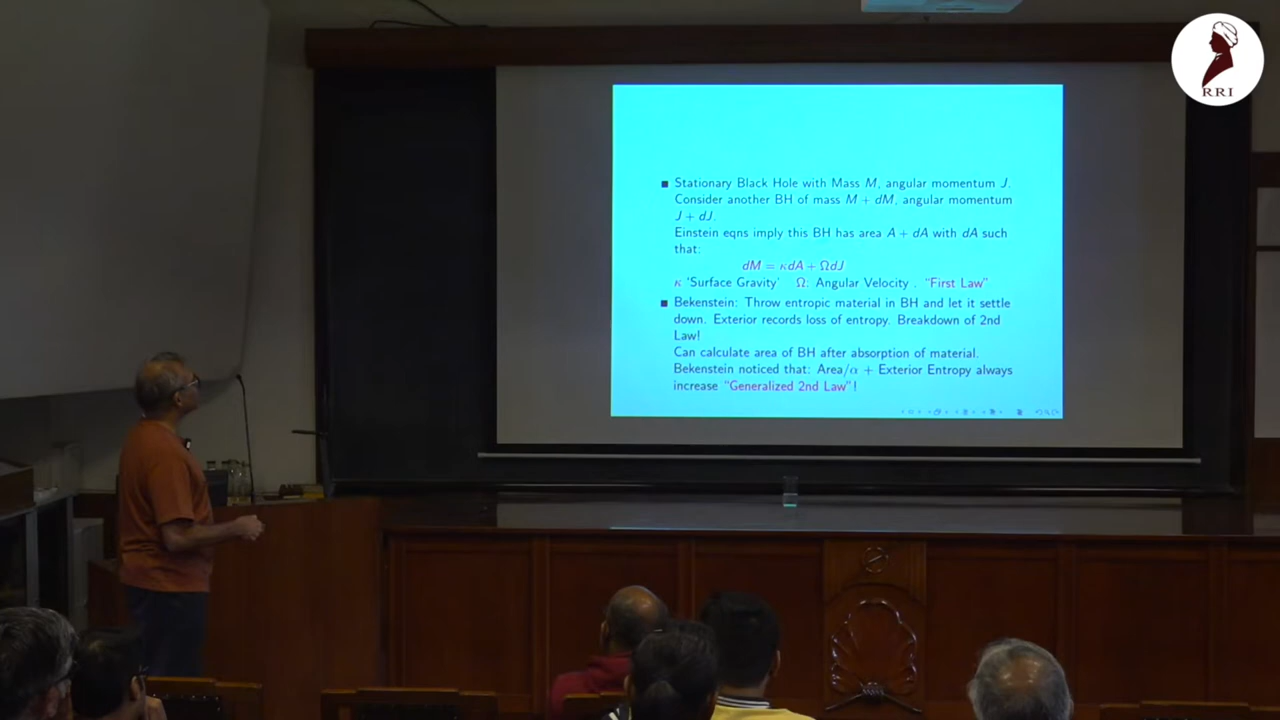 RRI
■ Stationary Black Hole with Mass M, angular momentum J.
Consider another BH of mass M + dM, angular momentum
J + dJ.
Einstein eqns imply this BH has area A + dA with dA such
that:
dM = κdA + ΩdJ
κ 'Surface Gravity' Ω: Angular Velocity . "First Law"
■ Bekenstein: Throw entropic material in BH and let it settle
down. Exterior records loss of entropy. Breakdown of 2nd
Law!
Can calculate area of BH after absorption of material.
Bekenstein noticed that: Area/α + Exterior Entropy always
increase "Generalized 2nd Law"!